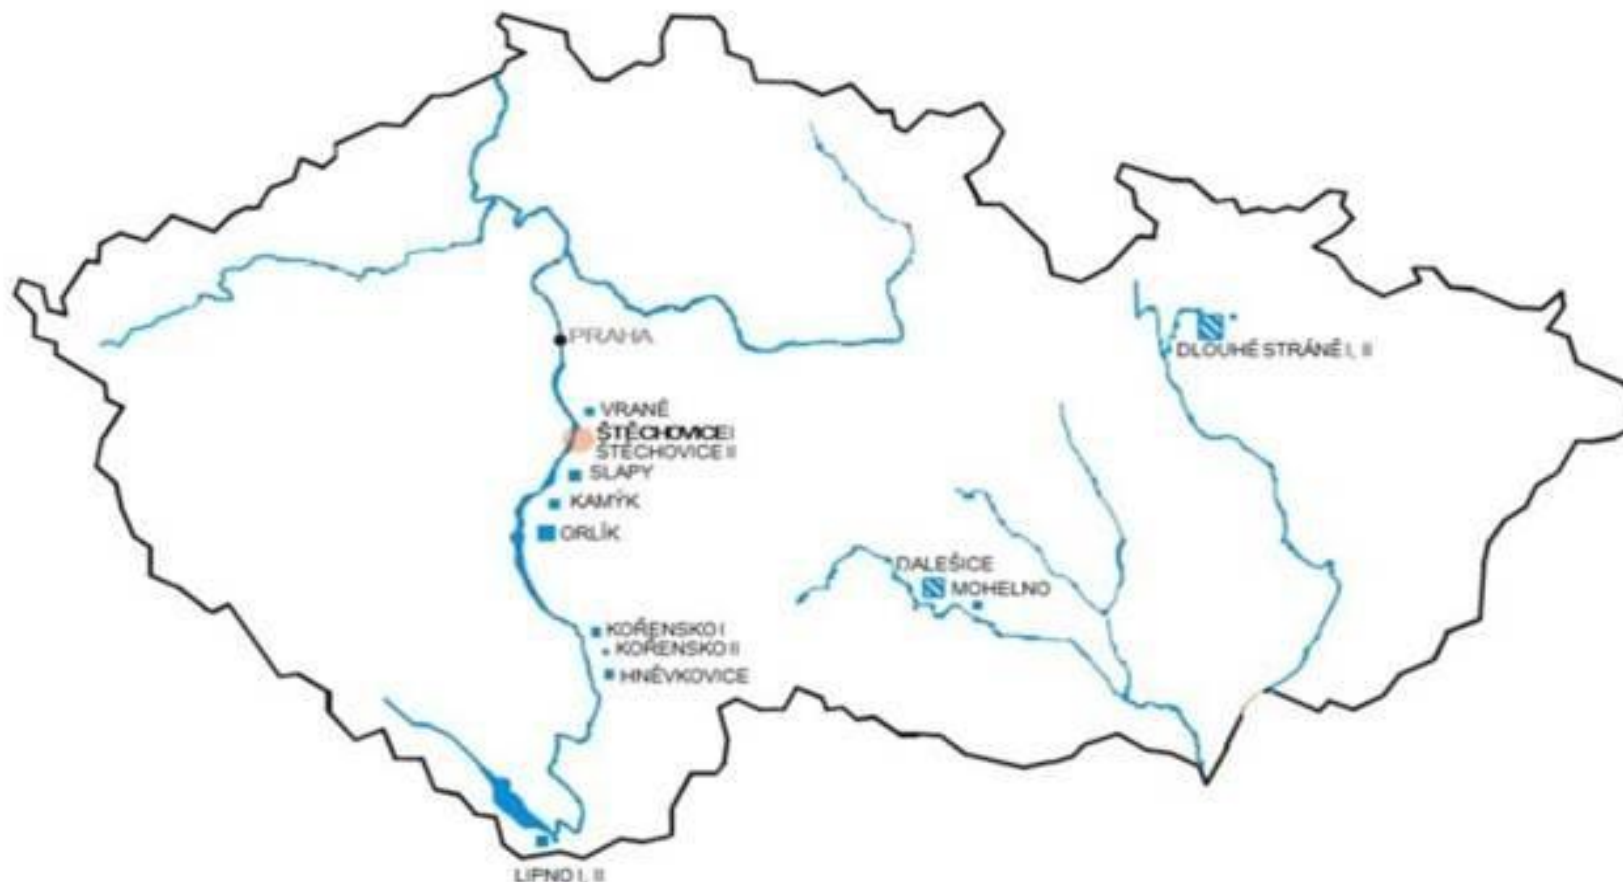 PRAHA
DLOUHÉ STRÁNĚ I, II
VRANÉ
ŠTĚCHOVICE I
ŠTĚCHOVICE II
SLAPY
KAMÝK
ORLÍK
DALEŠICE
MOHELNO
KOŘENSKO I
KOŘENSKO II
HNĚVKOVICE
LIPNO I, II